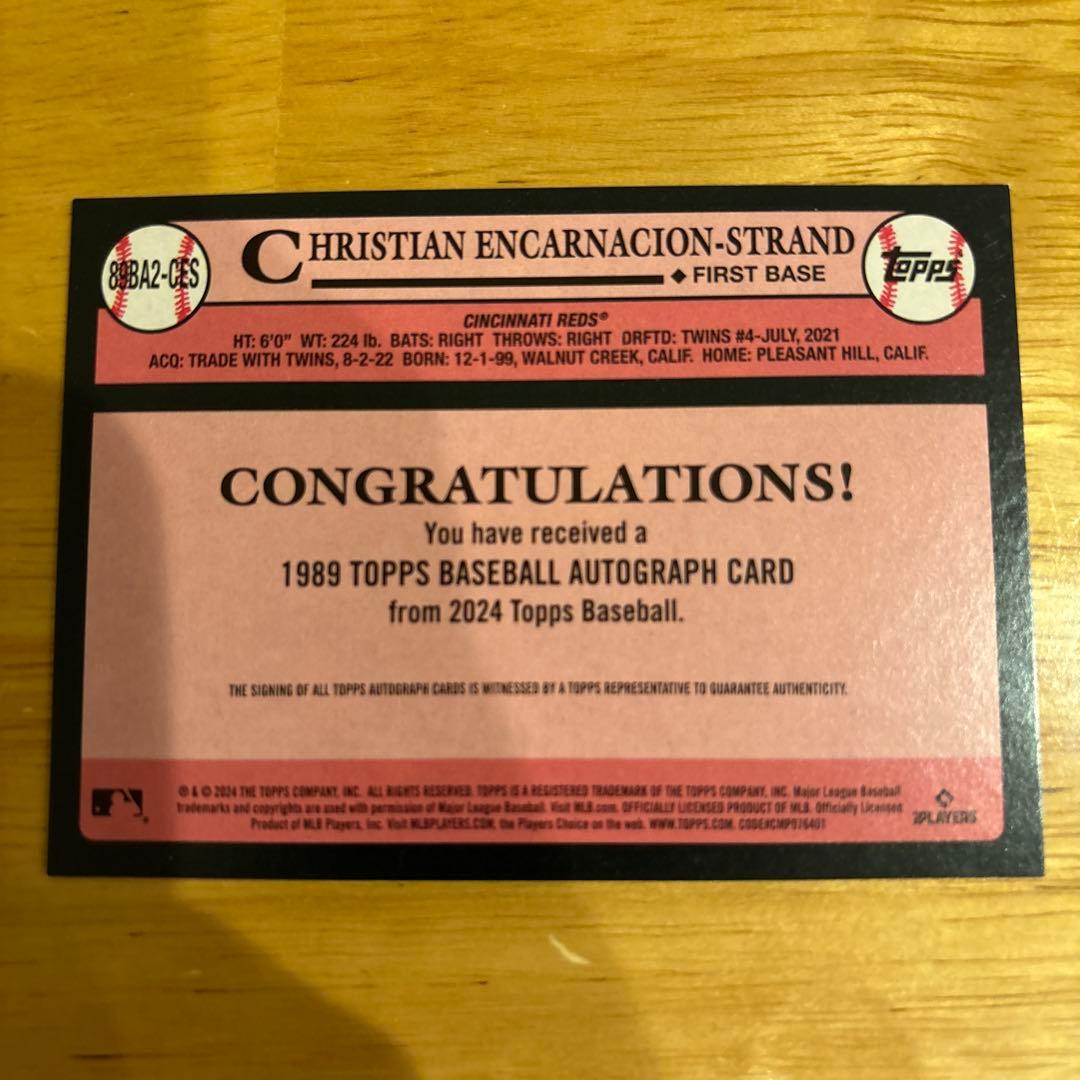 89BA2-CES
CHRISTIAN ENCARNACION-STRAND
FIRST BASE
Topps
CINCINNATI REDS®
HT: 6'0" WT: 224 lb. BATS: RIGHT THROWS: RIGHT DRFTD: TWINS #4-JULY, 2021
ACQ: TRADE WITH TWINS, 8-2-22 BORN: 12-1-99, WALNUT CREEK, CALIF. HOME: PLEASANT HILL, CALIF.
CONGRATULATIONS!
You have received a
1989 TOPPS BASEBALL AUTOGRAPH CARD
from 2024 Topps Baseball.
THE SIGNING OF ALL TOPPS AUTOGRAPH CARDS IS WITNESSED BY A TOPPS REPRESENTATIVE TO GUARANTEE AUTHENTICITY.
® & © 2024 THE TOPPS COMPANY, INC. ALL RIGHTS RESERVED. TOPPS IS A REGISTERED TRADEMARK OF THE TOPPS COMPANY, INC. Major League Baseball
trademarks and copyrights are used with permission of Major League Baseball. Visit MLB.com. OFFICIALLY LICENSED PRODUCT OF MLB. Officially Licensed
Product of MLB Players, Inc. Visit MLBPLAYERS.COM, the Players Choice on the web. WWW.TOPPS.COM. CODE#CMP076401
PLAYERS